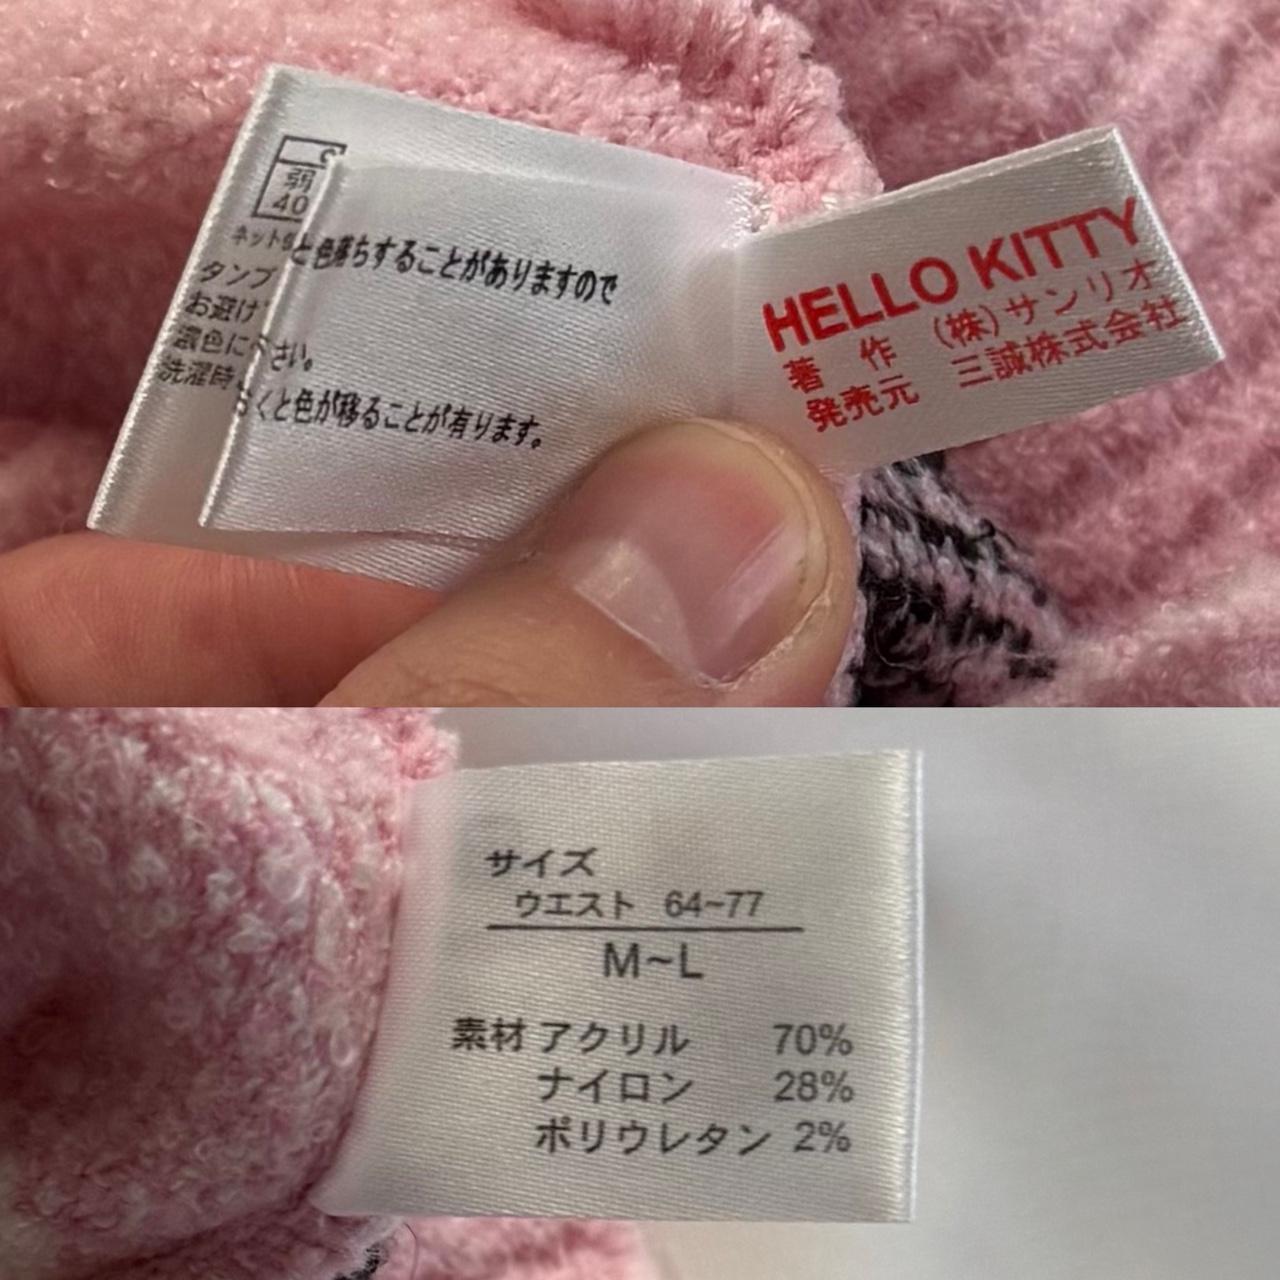 弱
40
ネット
タンブ
お避け
濃色に
洗濯時
と色落ちすることがありますので
さい。
おくと色が移ることが有ります。
HELLO KITTY
著 作 (株)サンリオ
発売元 三誠株式会社
サイズ
ウエスト 64~77
M~L
素材 アクリル 70%
ナイロン 28%
ポリウレタン 2%